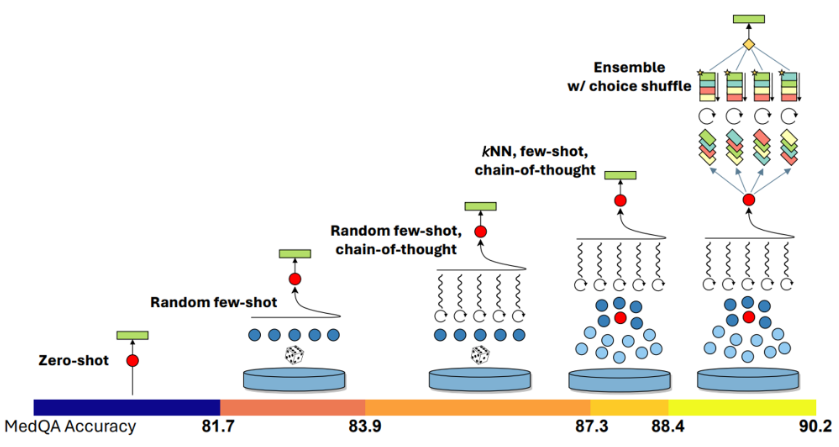 Ensemble
w/ choice shuffle
kNN, few-shot,
chain-of-thought
Random few-shot,
chain-of-thought
Random few-shot
Zero-shot
MedQA Accuracy 81.7 83.9 87.3 88.4 90.2